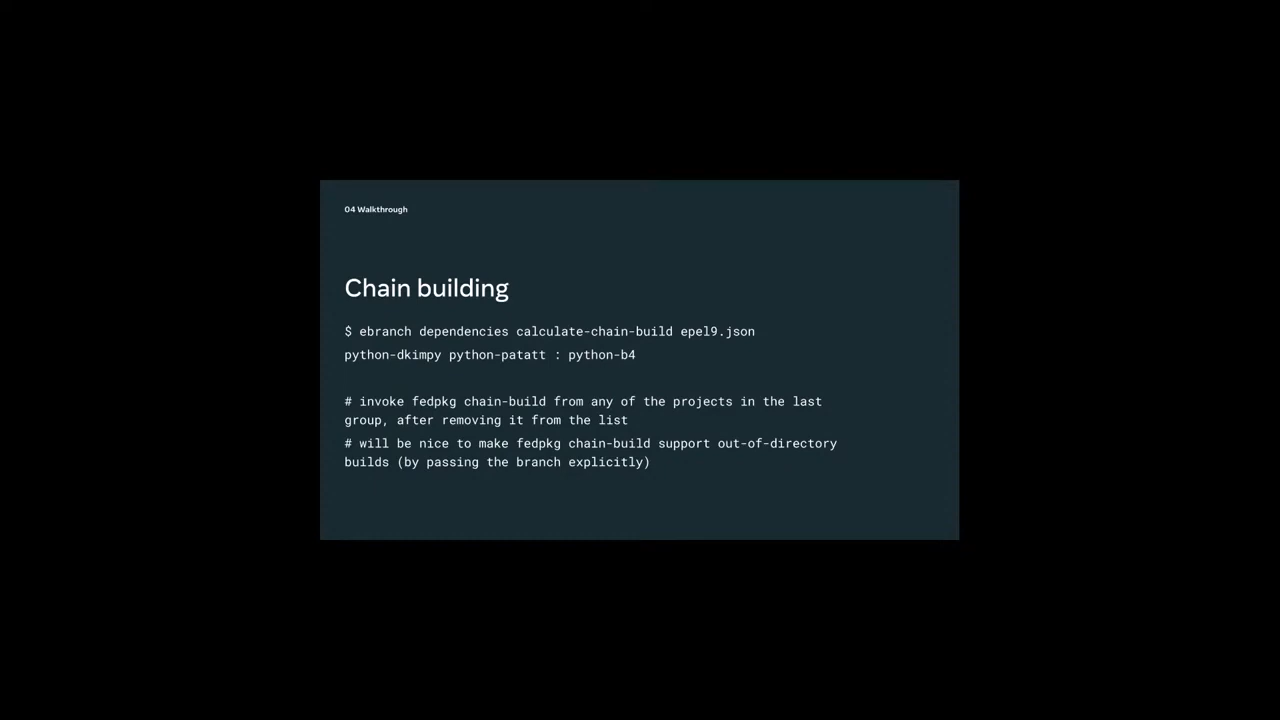 04 Walkthrough
Chain building
$ ebranch dependencies calculate-chain-build epel9.json
python-dkimpy python-patatt : python-b4
# invoke fedpkg chain-build from any of the projects in the last
group, after removing it from the list
# will be nice to make fedpkg chain-build support out-of-directory
builds (by passing the branch explicitly)